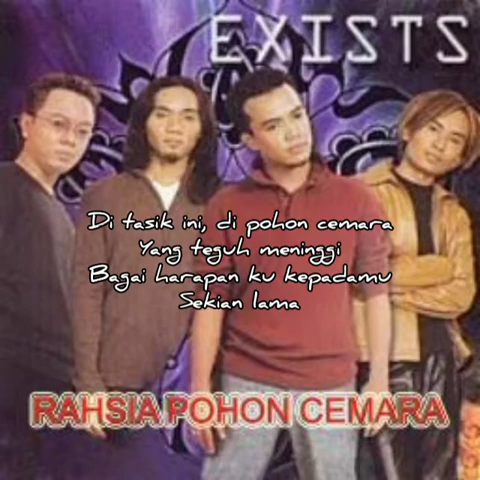 EXISTS
Di tasik ini, di pohon cemara
Yang teguh meninggi
Bagai harapan ku kepadamu
Sekian lama
RAHSIA POHON CEMARA